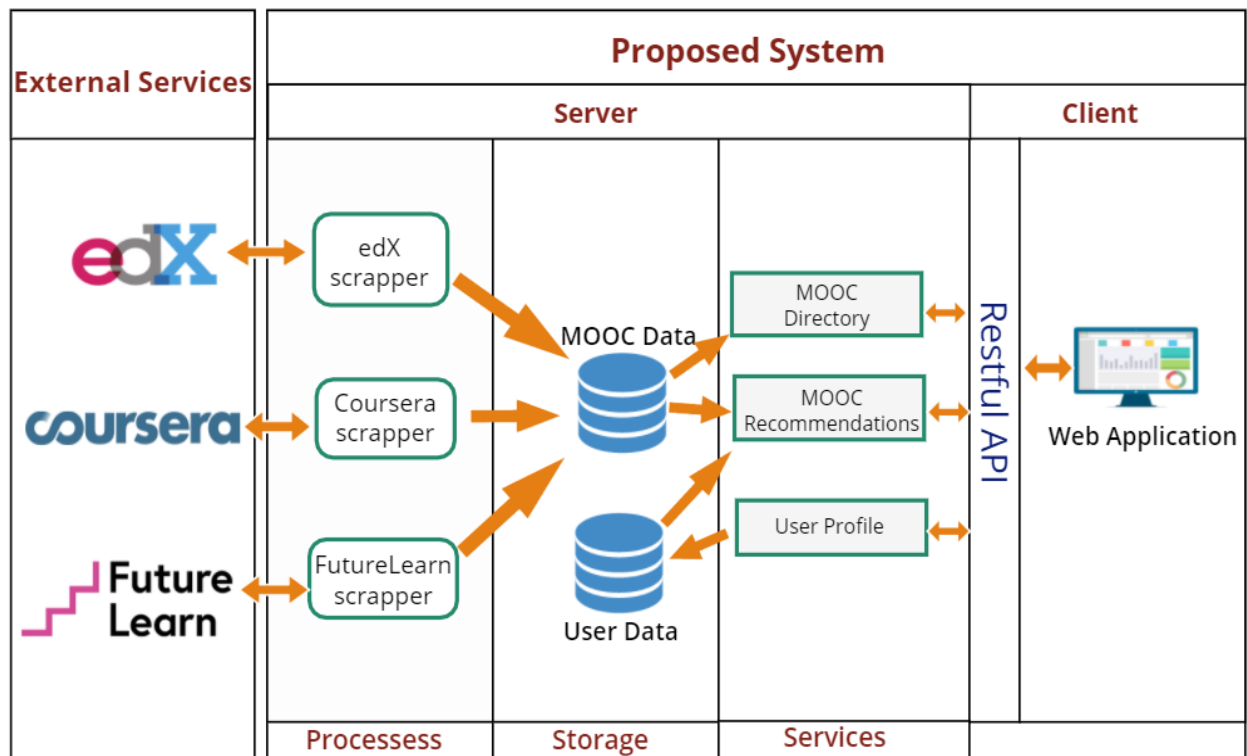 Proposed System
External Services
Server
Client
edX
edX
scrapper
MOOC
Directory
MOOC Data
Restful API
coursera
Coursera
scrapper
MOOC
Recommendations
Web Application
Future
Learn
FutureLearn
scrapper
User Profile
User Data
Processess
Storage
Services